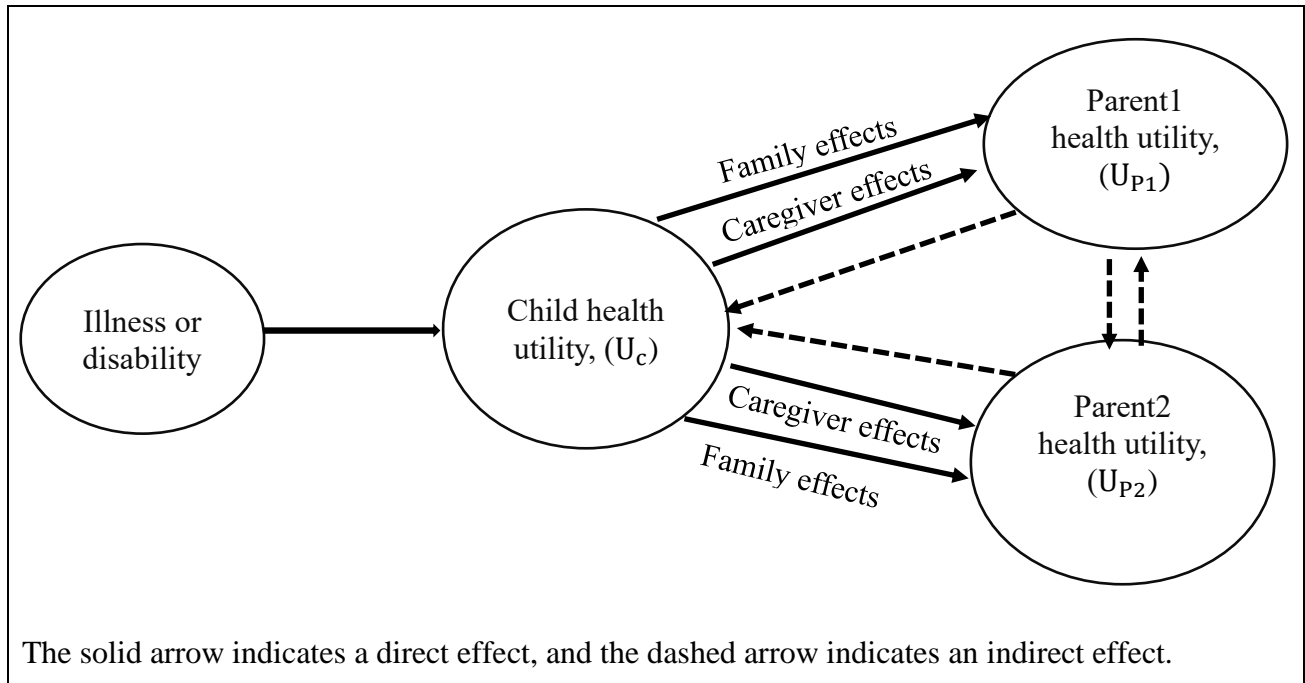 Illness or
disability
Child health
utility, (U_c)
Family effects
Caregiver effects
Caregiver effects
Family effects
Parent1
health utility,
(U_P1)
Parent2
health utility,
(U_P2)
The solid arrow indicates a direct effect, and the dashed arrow indicates an indirect effect.